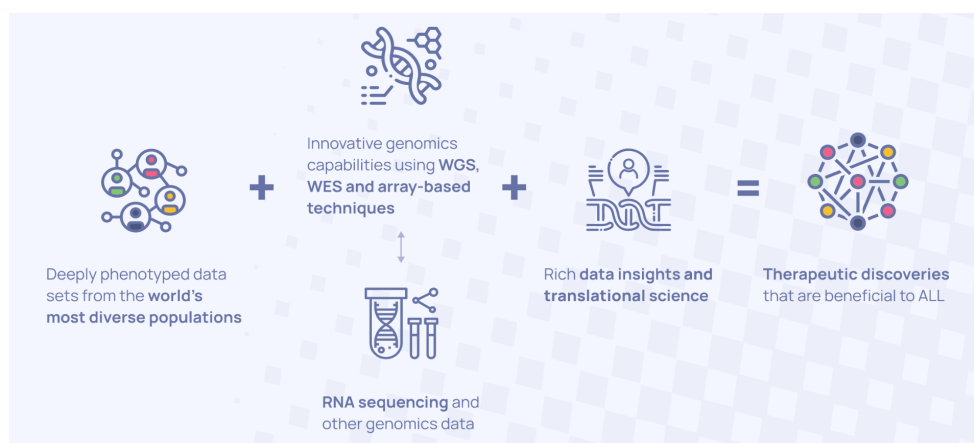 Deeply phenotyped data
sets from the world's
most diverse populations
+
Innovative genomics
capabilities using WGS,
WES and array-based
techniques
RNA sequencing and
other genomics data
+
Rich data insights and
translational science
=
Therapeutic discoveries
that are beneficial to ALL